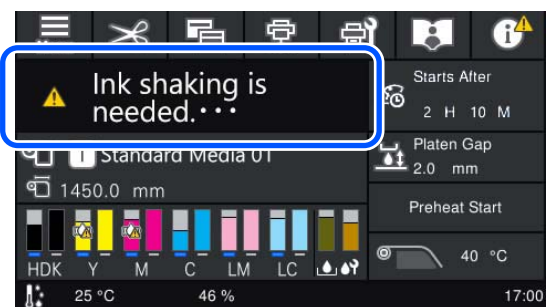 Ink shaking is
needed.・・・
Starts After
2 H 10 M
1 Standard Media 01
Platen Gap
2.0 mm
1450.0 mm
Preheat Start
HDK Y M C LM LC
40 °C
25 °C 46 % 17:00